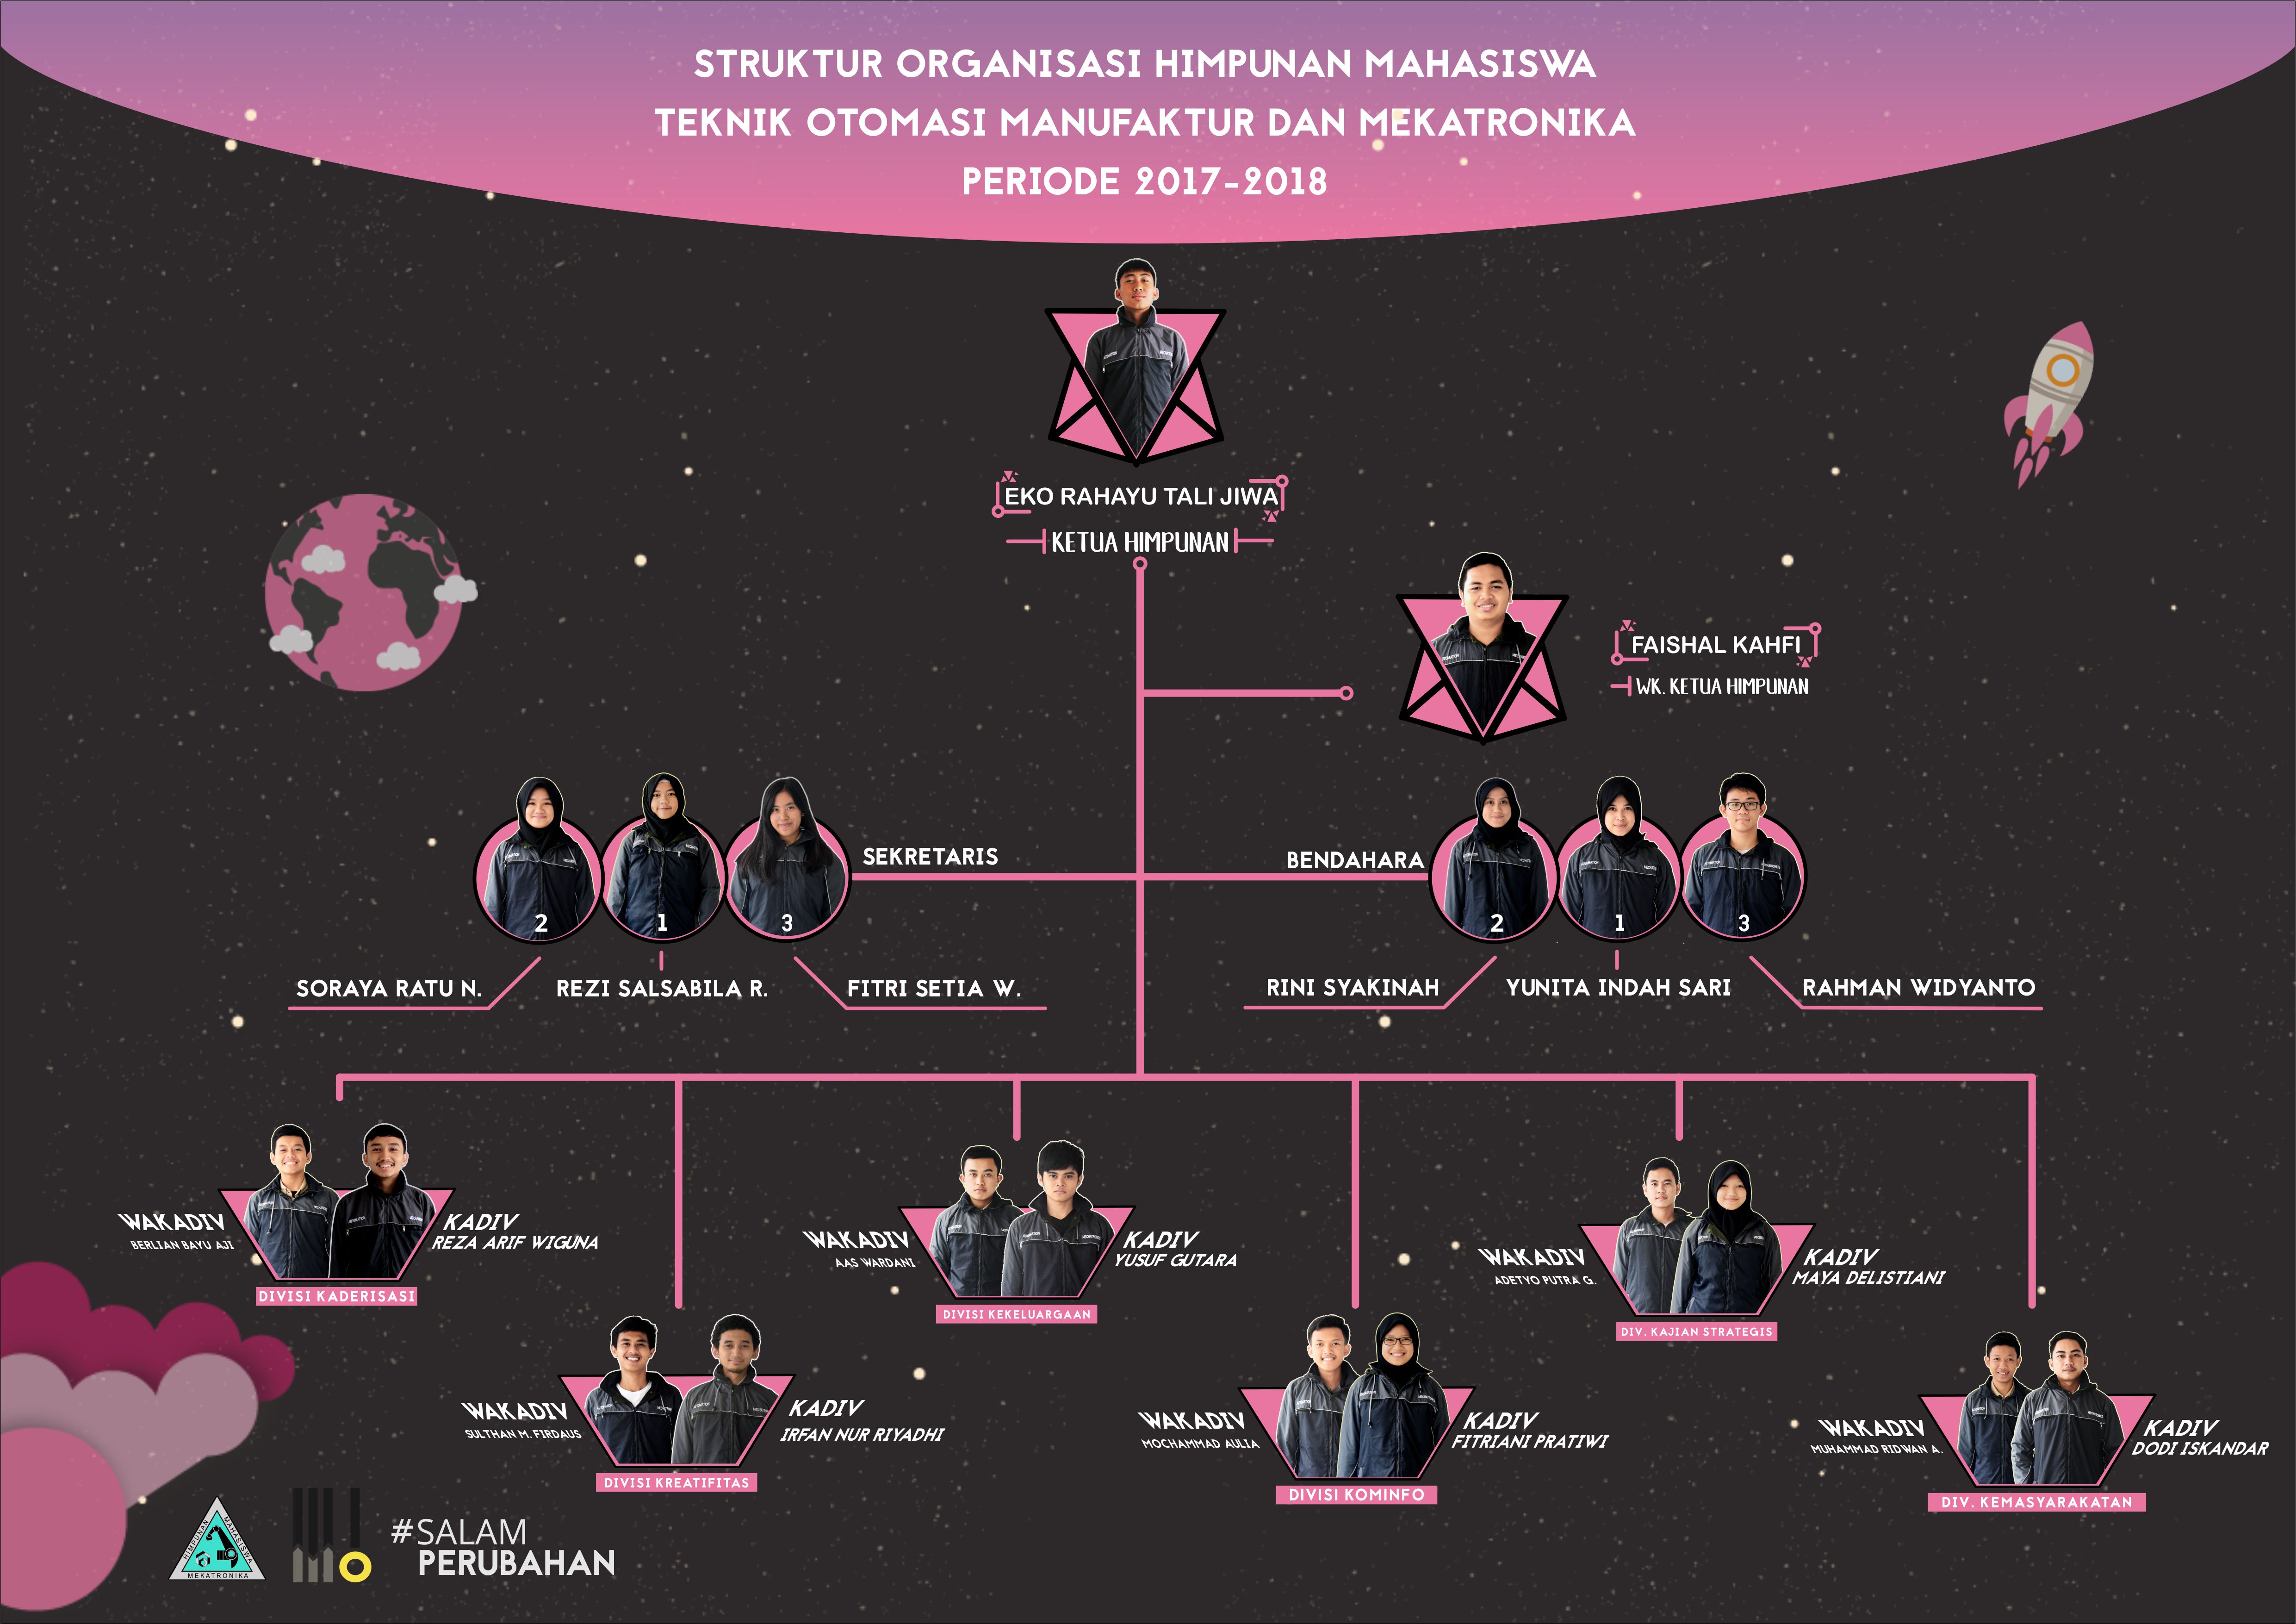 STRUKTUR ORGANISASI HIMPUNAN MAHASISWA
TEKNIK OTOMASI MANUFAKTUR DAN MEKATRONIKA
PERIODE 2017-2018
EKO RAHAYU TALI JIWA
KETUA HIMPUNAN
FAISHAL KAHFI
WK. KETUA HIMPUNAN
SEKRETARIS
2
1
3
SORAYA RATU N.
REZI SALSABILA R.
FITRI SETIA W.
BENDAHARA
2
1
3
RINI SYAKINAH
YUNITA INDAH SARI
RAHMAN WIDYANTO
WAKADIV
BERLIAN BAYU AJI
KADIV
REZA ARIF WIGUNA
DIVISI KADERISASI
WAKADIV
SULTHAN M. FIRDAUS
KADIV
IRFAN NUR RIYADHI
DIVISI KREATIFITAS
WAKADIV
AAS WARDANI
KADIV
YUSUF GUTARA
DIVISI KEKELUARGAAN
WAKADIV
MOCHAMMAD AULIA
KADIV
FITRIANI PRATIWI
DIVISI KOMINFO
WAKADIV
ADETYO PUTRA G.
KADIV
MAYA DELISTIANI
DIV. KAJIAN STRATEGIS
WAKADIV
MUHAMMAD RIDWAN A.
KADIV
DODI ISKANDAR
DIV. KEMASYARAKATAN
HIMPUNAN
MAHASISWA
MEKATRONIKA
#SALAM
PERUBAHAN